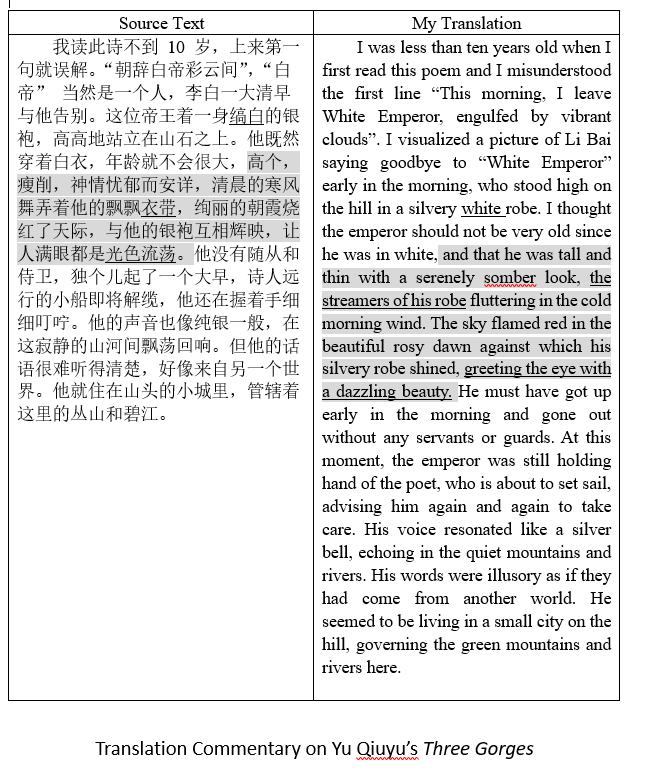 Source Text
我读此诗不到 10 岁，上来第一
句就误解。“朝辞白帝彩云间”，“白
帝” 当然是一个人，李白一大清早
与他告别。这位帝王着一身缟白的银
袍，高高地站立在山石之上。他既然
穿着白衣，年龄就不会很大，高个，
瘦削，神情忧郁而安详，清晨的寒风
舞弄着他的飘飘衣带，绚丽的朝霞烧
红了天际，与他的银袍互相辉映，让
人满眼都是光色流荡。他没有随从和
侍卫，独个儿起了一个大早，诗人远
行的小船即将解缆，他还在握着手细
细叮咛。他的声音也像纯银一般，在
这寂静的山河间飘荡回响。但他的话
语很难听得清楚，好像来自另一个世
界。他就住在山头的小城里，管辖着
这里的丛山和碧江。
My Translation
I was less than ten years old when I
first read this poem and I misunderstood
the first line “This morning, I leave
White Emperor, engulfed by vibrant
clouds”. I visualized a picture of Li Bai
saying goodbye to “White Emperor”
early in the morning, who stood high on
the hill in a silvery white robe. I thought
the emperor should not be very old since
he was in white, and that he was tall and
thin with a serenely somber look, the
streamers of his robe fluttering in the cold
morning wind. The sky flamed red in the
beautiful rosy dawn against which his
silvery robe shined, greeting the eye with
a dazzling beauty. He must have got up
early in the morning and gone out
without any servants or guards. At this
moment, the emperor was still holding
hand of the poet, who is about to set sail,
advising him again and again to take
care. His voice resonated like a silver
bell, echoing in the quiet mountains and
rivers. His words were illusory as if they
had come from another world. He
seemed to be living in a small city on the
hill, governing the green mountains and
rivers here.
Translation Commentary on Yu Qiuyu’s Three Gorges